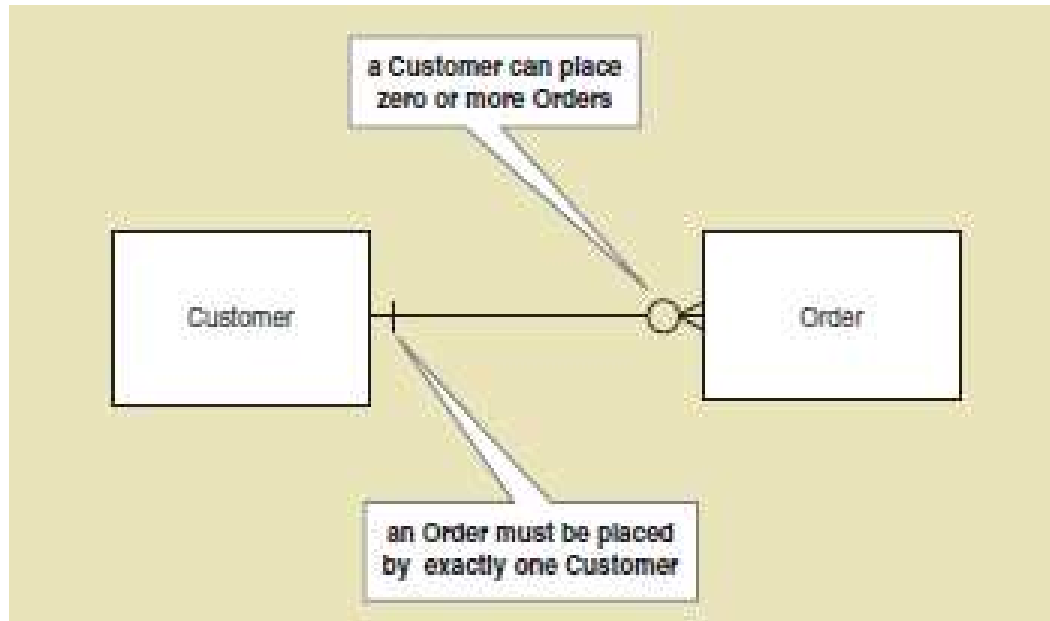 a Customer can place
zero or more Orders
Customer
Order
an Order must be placed
by exactly one Customer